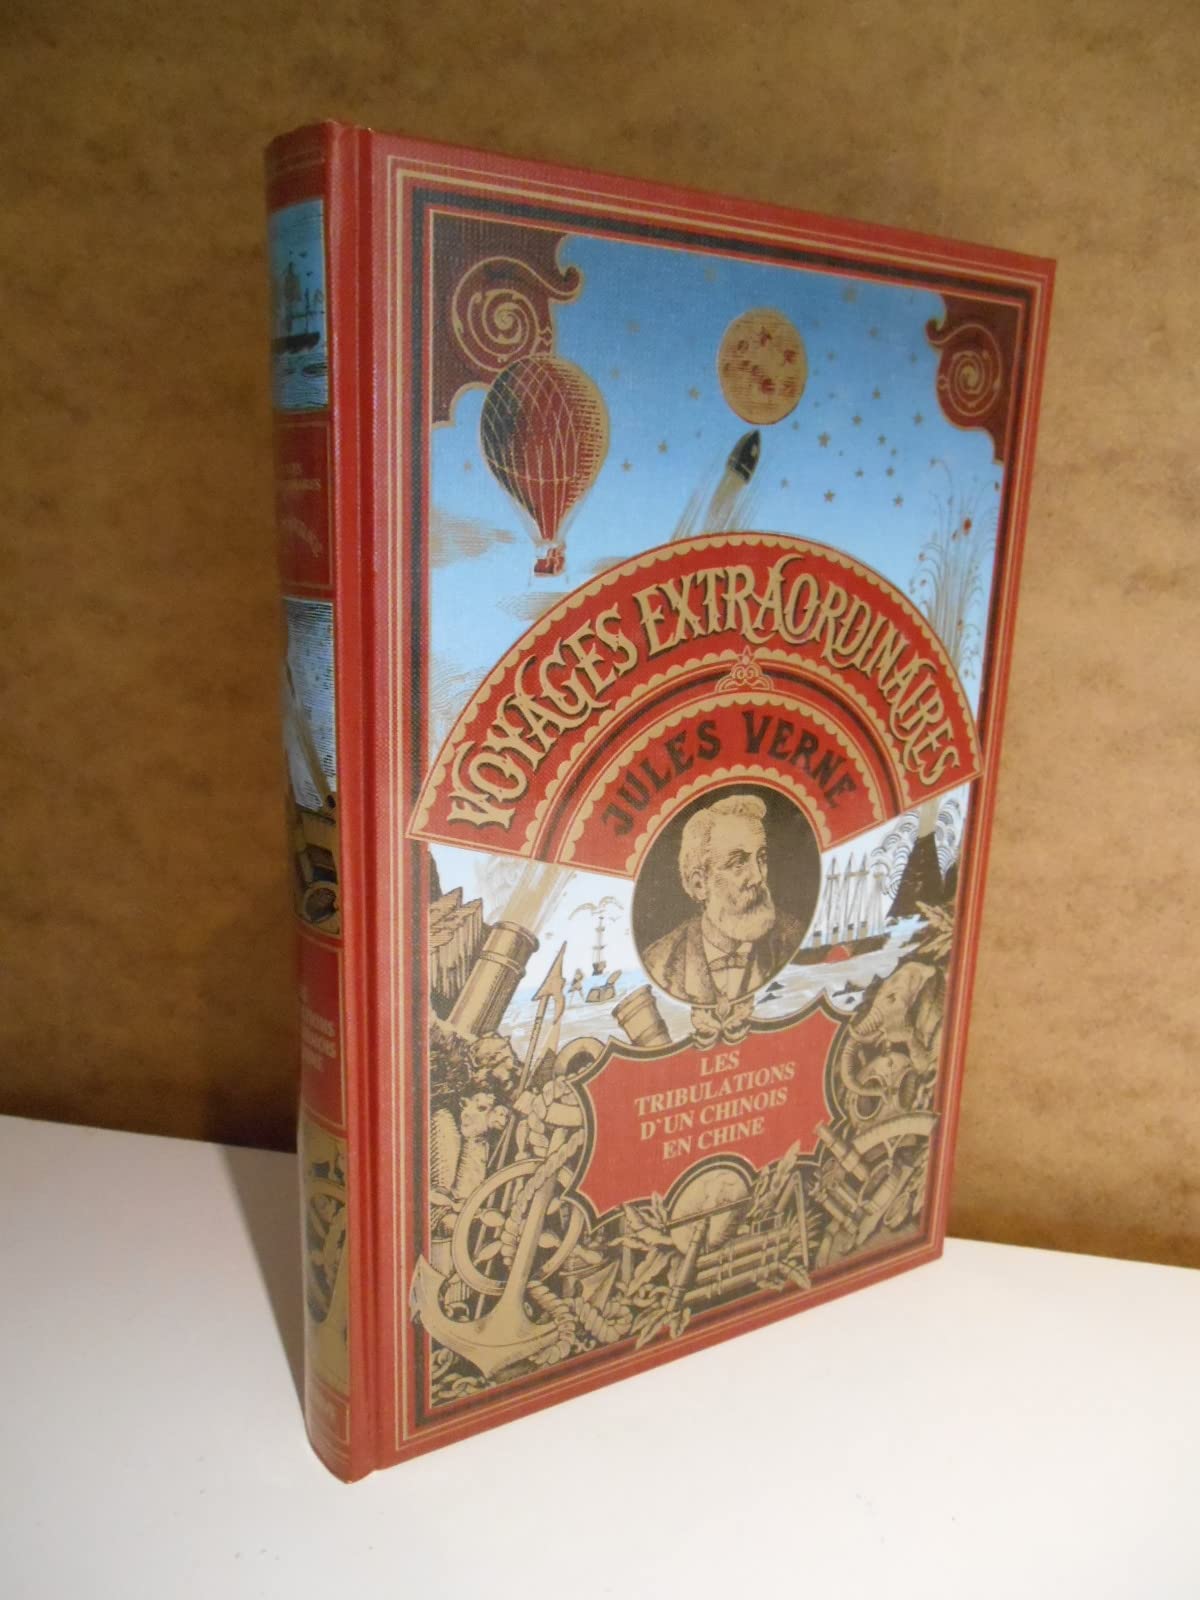 VOYAGES EXTRAORDINAIRES
JULES VERNE
LES
TRIBULATIONS
D'UN CHINOIS
EN CHINE